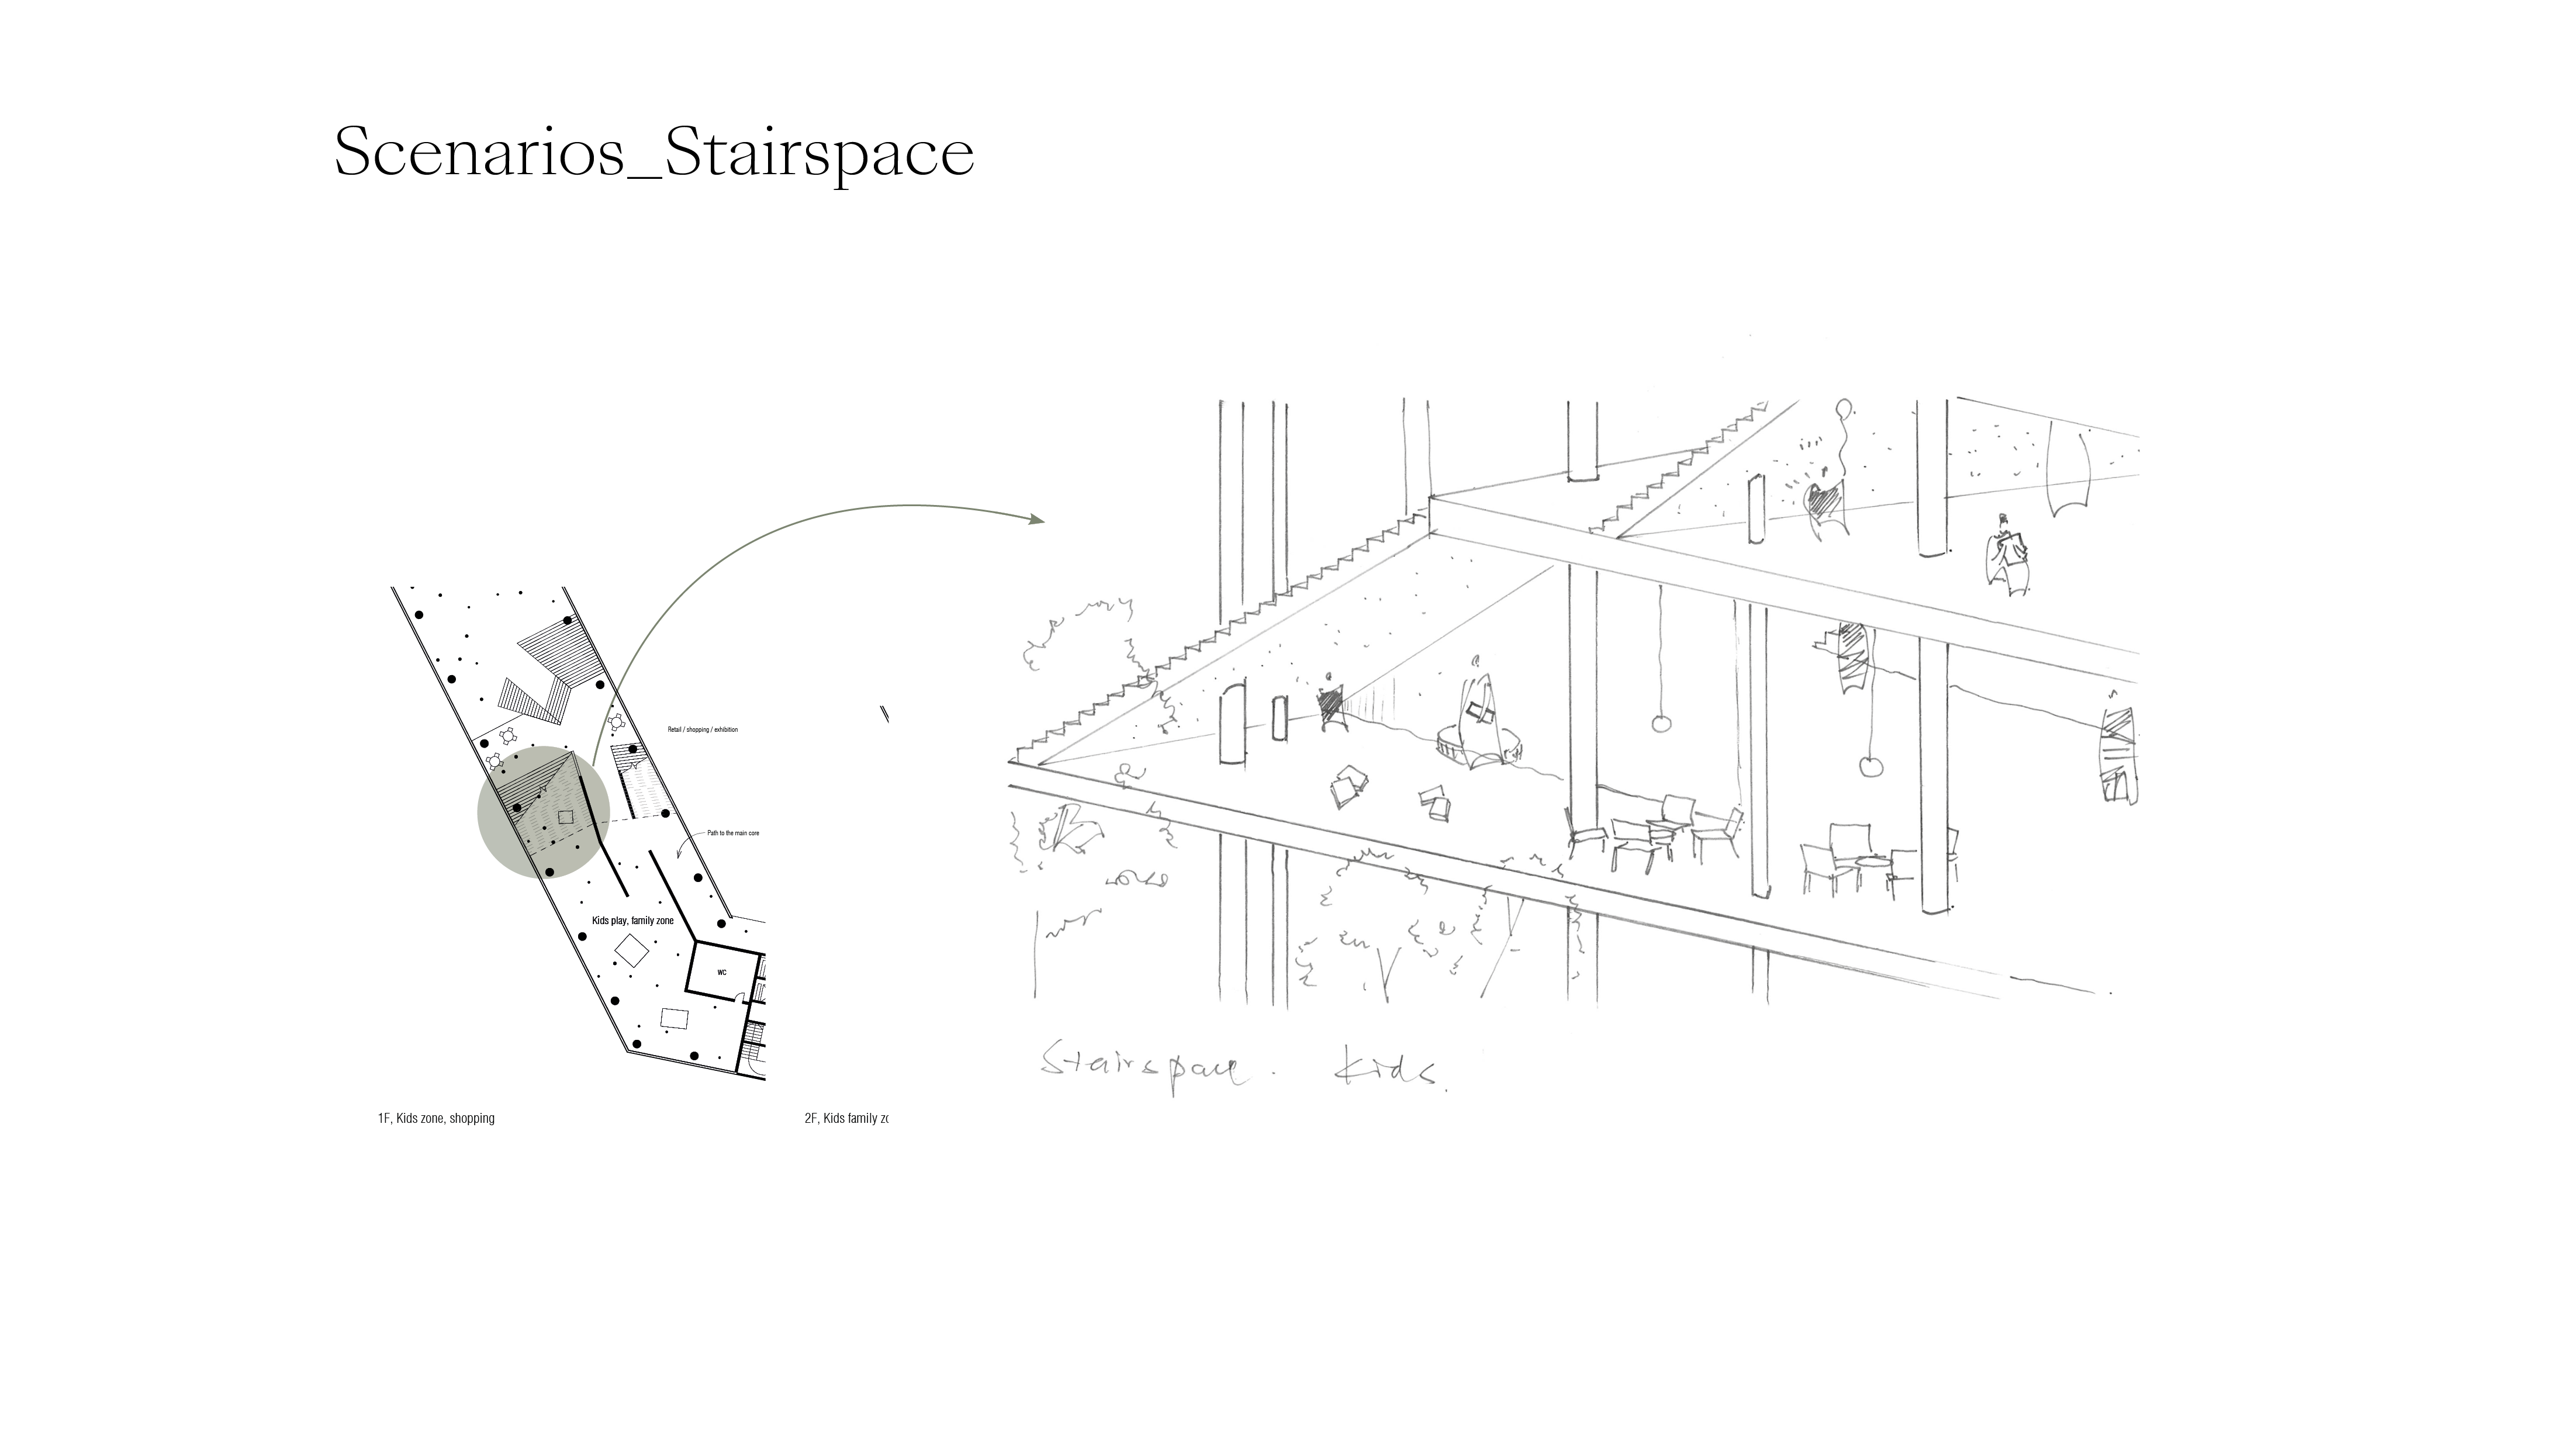 Scenarios_Stairspace
Retail / shopping / exhibition
Path to the main core
Kids play, family zone
WC
1F, Kids zone, shopping
2F, Kids family zo
Stairspace. Kids.